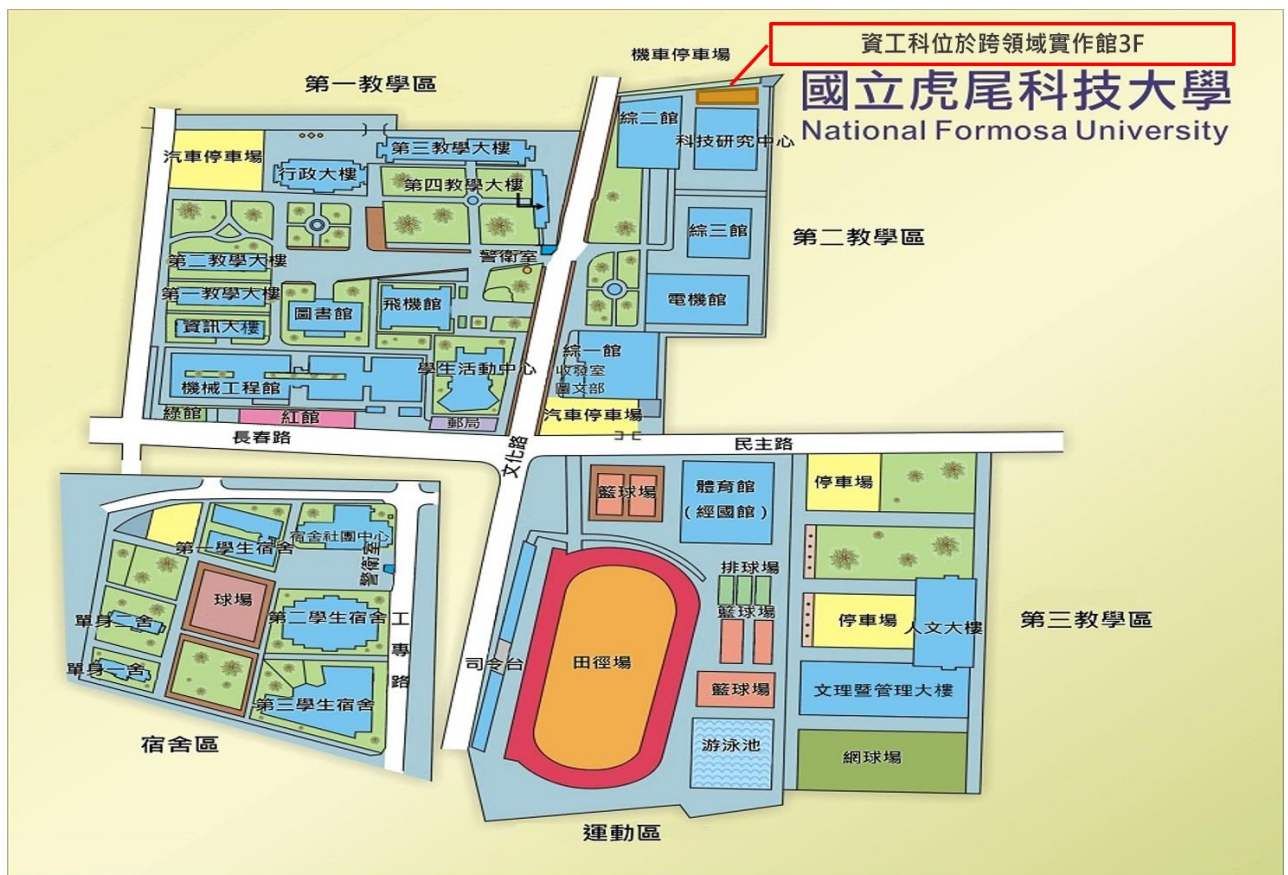 資工科位於跨領域實作館3F
機車停車場
國立虎尾科技大學
National Formosa University
第一教學區
汽車停車場
行政大樓
第三教學大樓
第四教學大樓
綜二館
科技研究中心
綜三館
第二教學區
警衛室
第二教學大樓
第一教學大樓
資訊大樓
圖書館
飛機館
電機館
學生活動中心
綜一館
收發室
圖文部
機械工程館
綠館
紅館
郵局
汽車停車場
長春路
文化路
民主路
籃球場
體育館
(經國館)
停車場
第一學生宿舍
宿舍社團中心
警衛室
球場
單身二舍
第二學生宿舍
工專路
單身一舍
第三學生宿舍
宿舍區
排球場
籃球場
停車場
人文大樓
第三教學區
司令台
田徑場
籃球場
文理暨管理大樓
游泳池
網球場
運動區